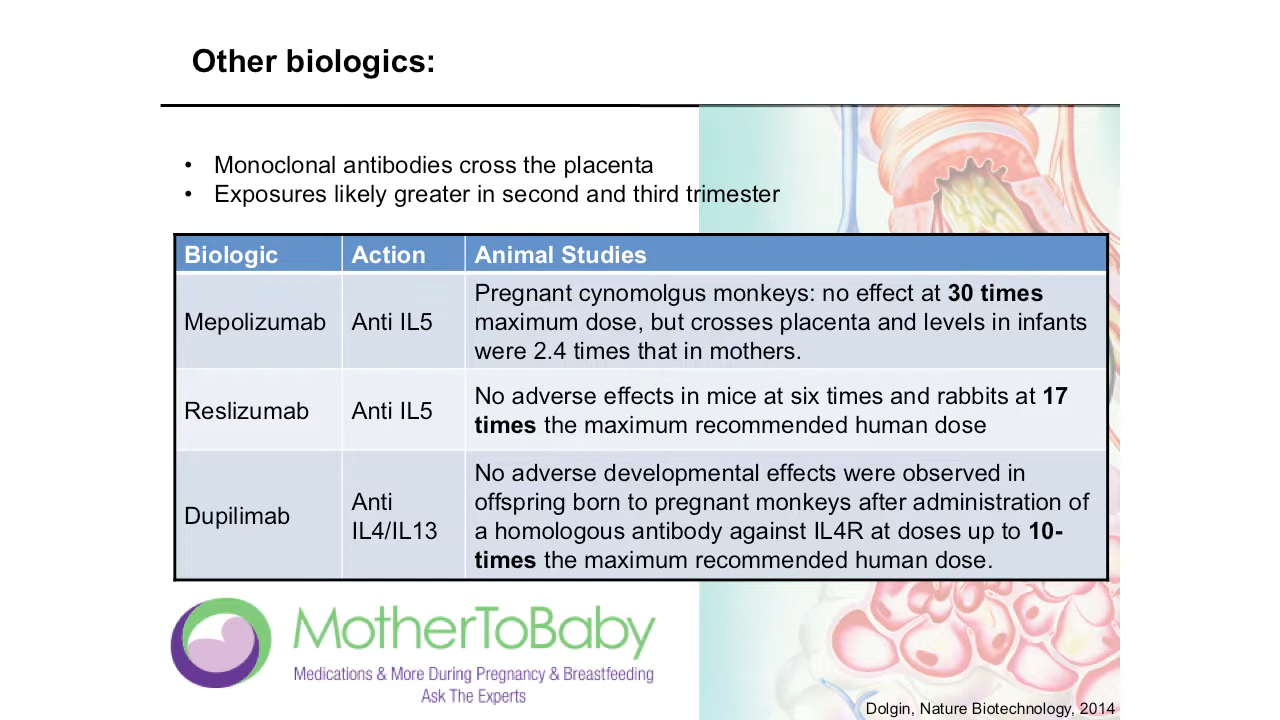 Other biologics:
• Monoclonal antibodies cross the placenta
• Exposures likely greater in second and third trimester
Biologic Action Animal Studies
Mepolizumab Anti IL5 Pregnant cynomolgus monkeys: no effect at 30 times
maximum dose, but crosses placenta and levels in infants
were 2.4 times that in mothers.
Reslizumab Anti IL5 No adverse effects in mice at six times and rabbits at 17
times the maximum recommended human dose
Dupilimab Anti
IL4/IL13 No adverse developmental effects were observed in
offspring born to pregnant monkeys after administration of
a homologous antibody against IL4R at doses up to 10-
times the maximum recommended human dose.
MotherToBaby
Medications & More During Pregnancy & Breastfeeding
Ask The Experts
Dolgin, Nature Biotechnology, 2014